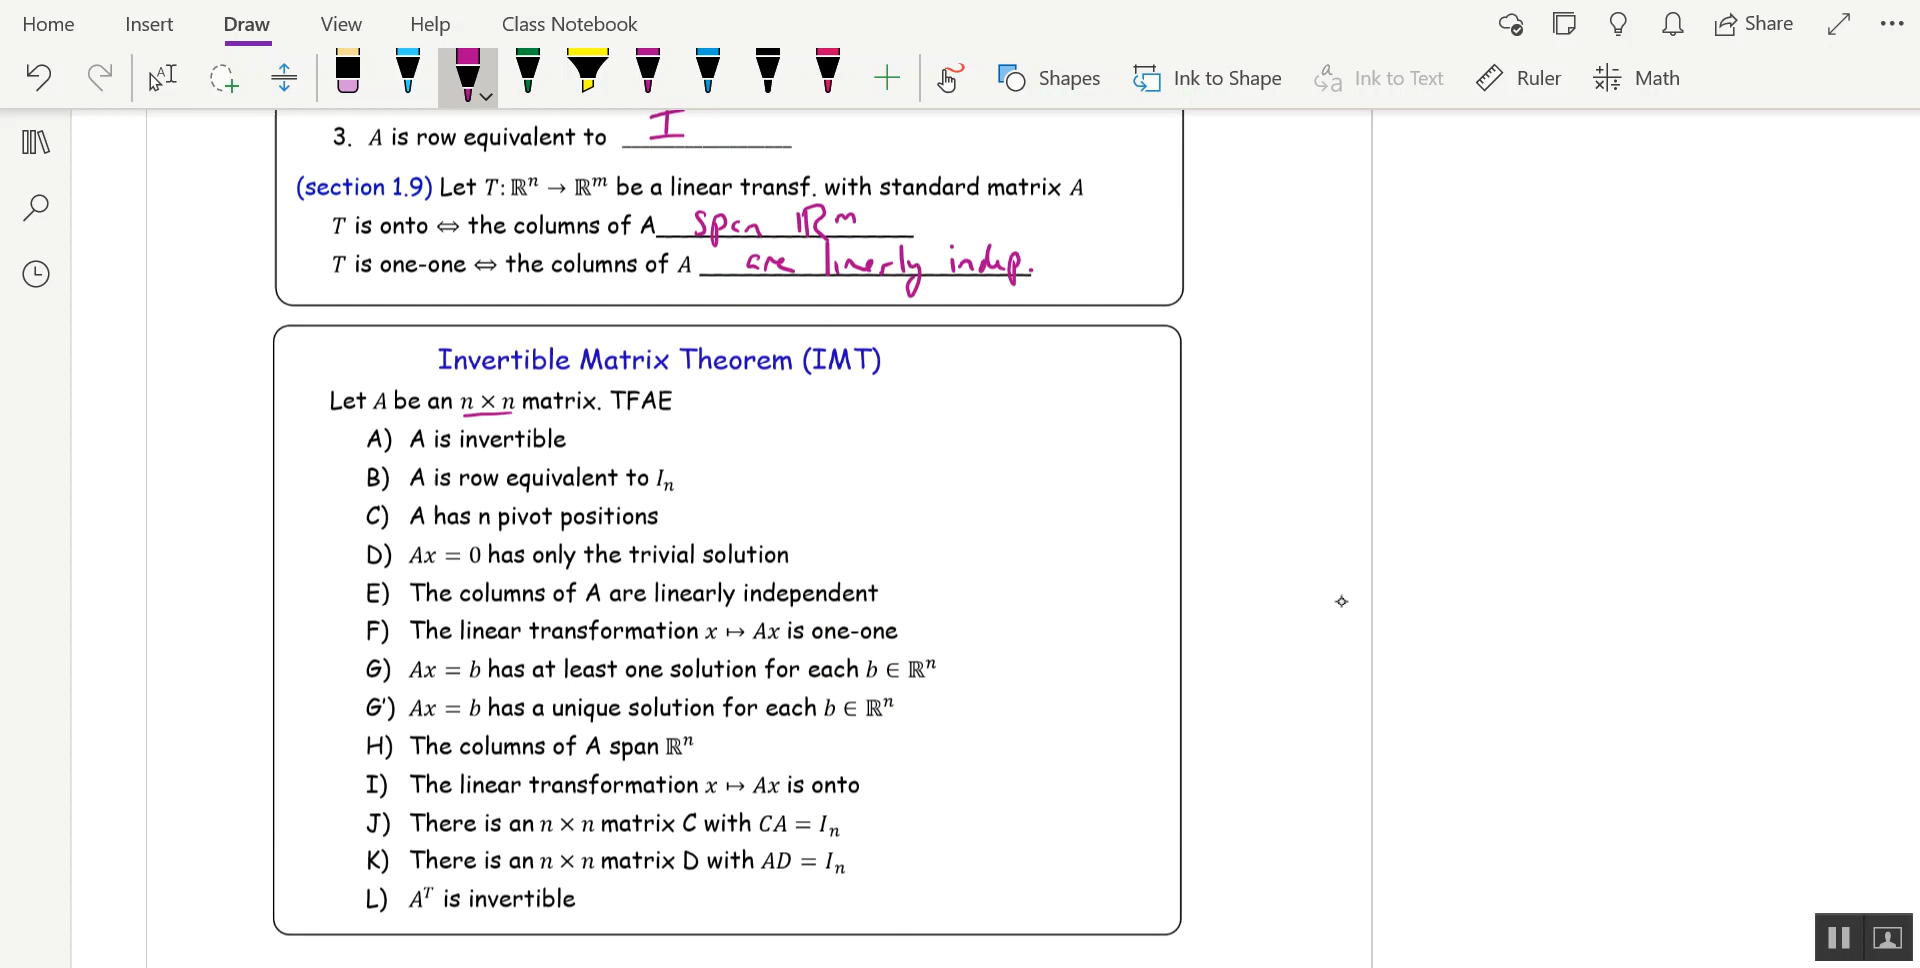 Home Insert Draw View Help Class Notebook Share
Shapes Ink to Shape Ink to Text Ruler Math
3. A is row equivalent to I
(section 1.9) Let T: ℝⁿ → ℝᵐ be a linear transf. with standard matrix A
T is onto ⇔ the columns of A span ℝᵐ
T is one-one ⇔ the columns of A are linerly indep.
Invertible Matrix Theorem (IMT)
Let A be an n × n matrix. TFAE
A) A is invertible
B) A is row equivalent to Iₙ
C) A has n pivot positions
D) Ax = 0 has only the trivial solution
E) The columns of A are linearly independent
F) The linear transformation x ↦ Ax is one-one
G) Ax = b has at least one solution for each b ∈ ℝⁿ
G') Ax = b has a unique solution for each b ∈ ℝⁿ
H) The columns of A span ℝⁿ
I) The linear transformation x ↦ Ax is onto
J) There is an n × n matrix C with CA = Iₙ
K) There is an n × n matrix D with AD = Iₙ
L) Aᵀ is invertible